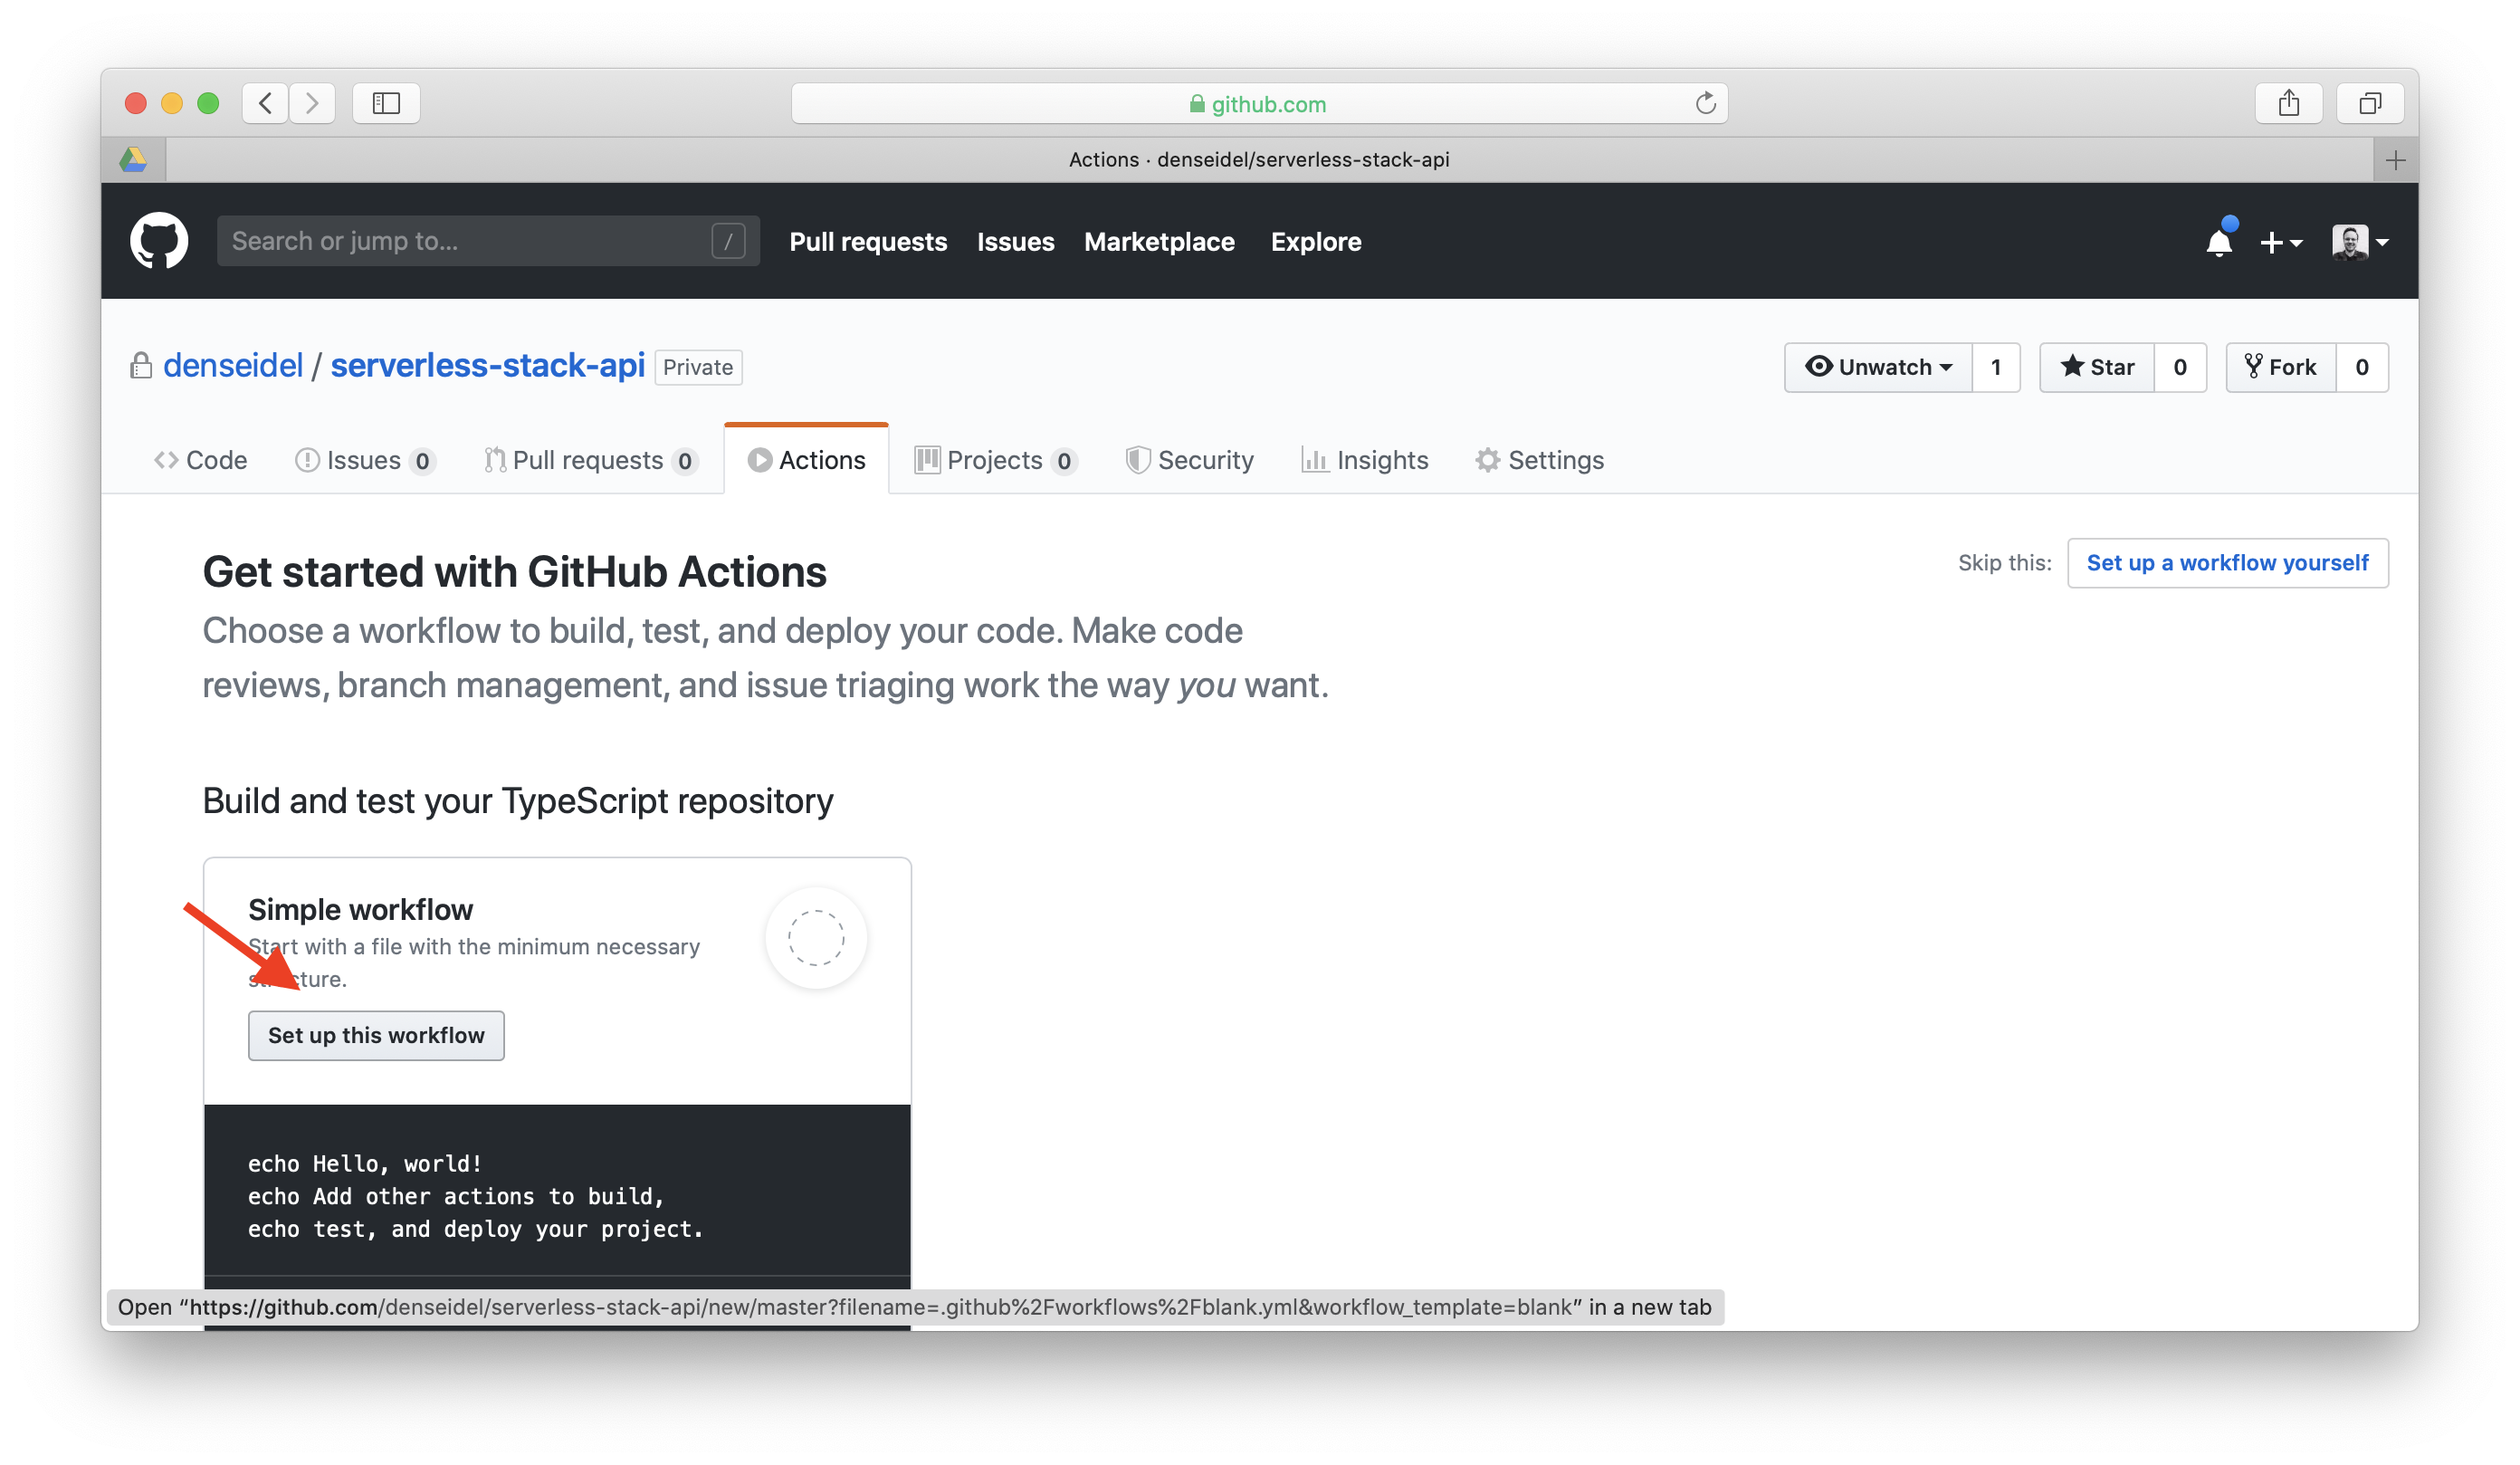 github.com
Actions · denseidel/serverless-stack-api
Search or jump to... /
Pull requests Issues Marketplace Explore
denseidel / serverless-stack-api Private
Unwatch 1 Star 0 Fork 0
Code Issues 0 Pull requests 0 Actions Projects 0 Security Insights Settings
Get started with GitHub Actions
Skip this: Set up a workflow yourself
Choose a workflow to build, test, and deploy your code. Make code
reviews, branch management, and issue triaging work the way you want.
Build and test your TypeScript repository
Simple workflow
Start with a file with the minimum necessary
structure.
Set up this workflow
echo Hello, world!
echo Add other actions to build,
echo test, and deploy your project.
Open “https://github.com/denseidel/serverless-stack-api/new/master?filename=.github%2Fworkflows%2Fblank.yml&workflow_template=blank” in a new tab